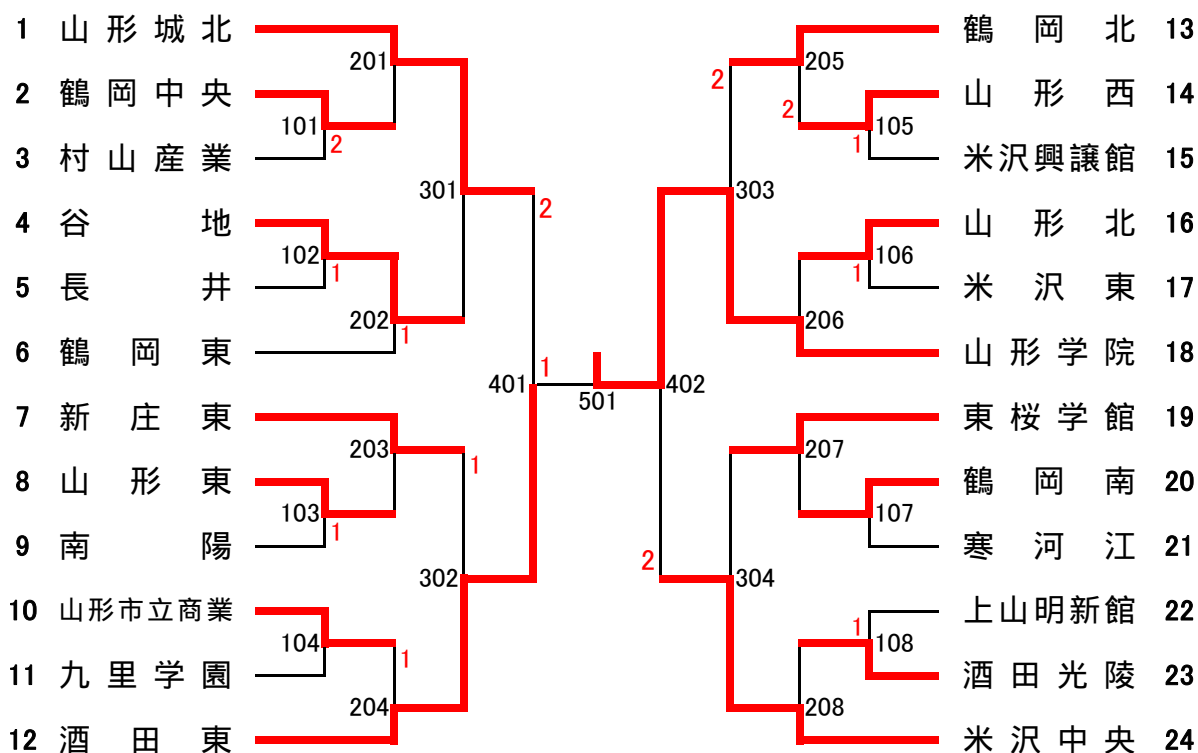 1 山形城北
2 鶴岡中央
3 村山産業
4 谷地
5 長井
6 鶴岡東
7 新庄東
8 山形東
9 南陽
10 山形市立商業
11 九里学園
12 酒田東
101
2
102
1
103
1
104
201
202
1
203
204
1
301
302
1
401
2
1
501
402
2
303
2
304
205
2
206
207
208
105
1
106
1
107
108
1
鶴岡北 13
山形西 14
米沢興譲館 15
山形北 16
米沢東 17
山形学院 18
東桜学館 19
鶴岡南 20
寒河江 21
上山明新館 22
酒田光陵 23
米沢中央 24